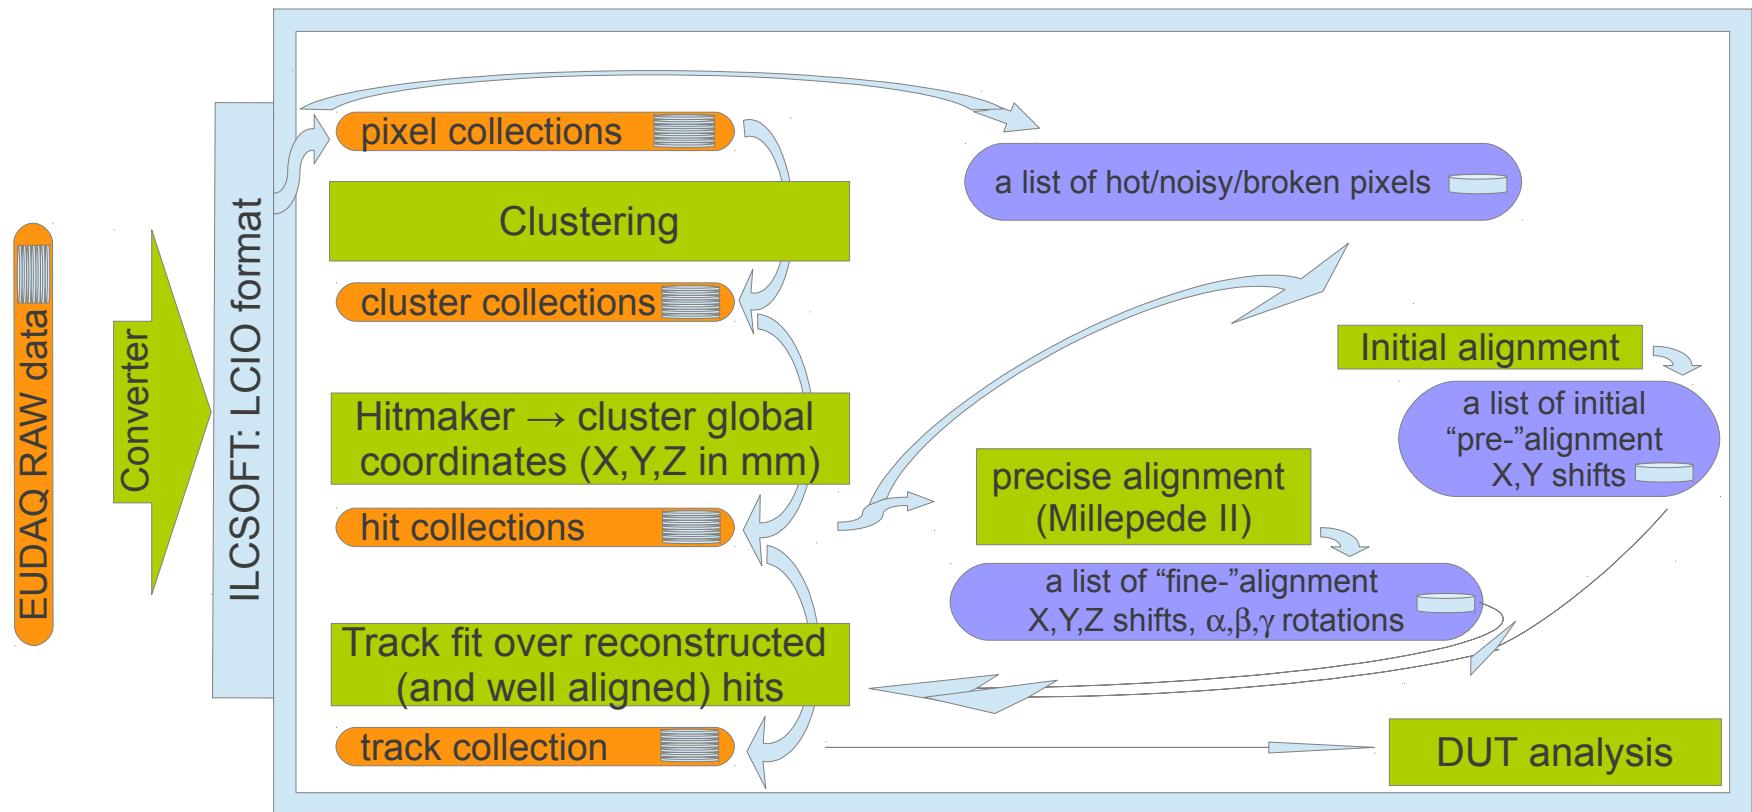 EUDAQ RAW data
Converter
ILCSOFT: LCIO format
pixel collections
Clustering
cluster collections
Hitmaker → cluster global
coordinates (X,Y,Z in mm)
hit collections
Track fit over reconstructed
(and well aligned) hits
track collection
a list of hot/noisy/broken pixels
Initial alignment
a list of initial
“pre-”alignment
X,Y shifts
precise alignment
(Millepede II)
a list of “fine-”alignment
X,Y,Z shifts, α,β,γ rotations
DUT analysis